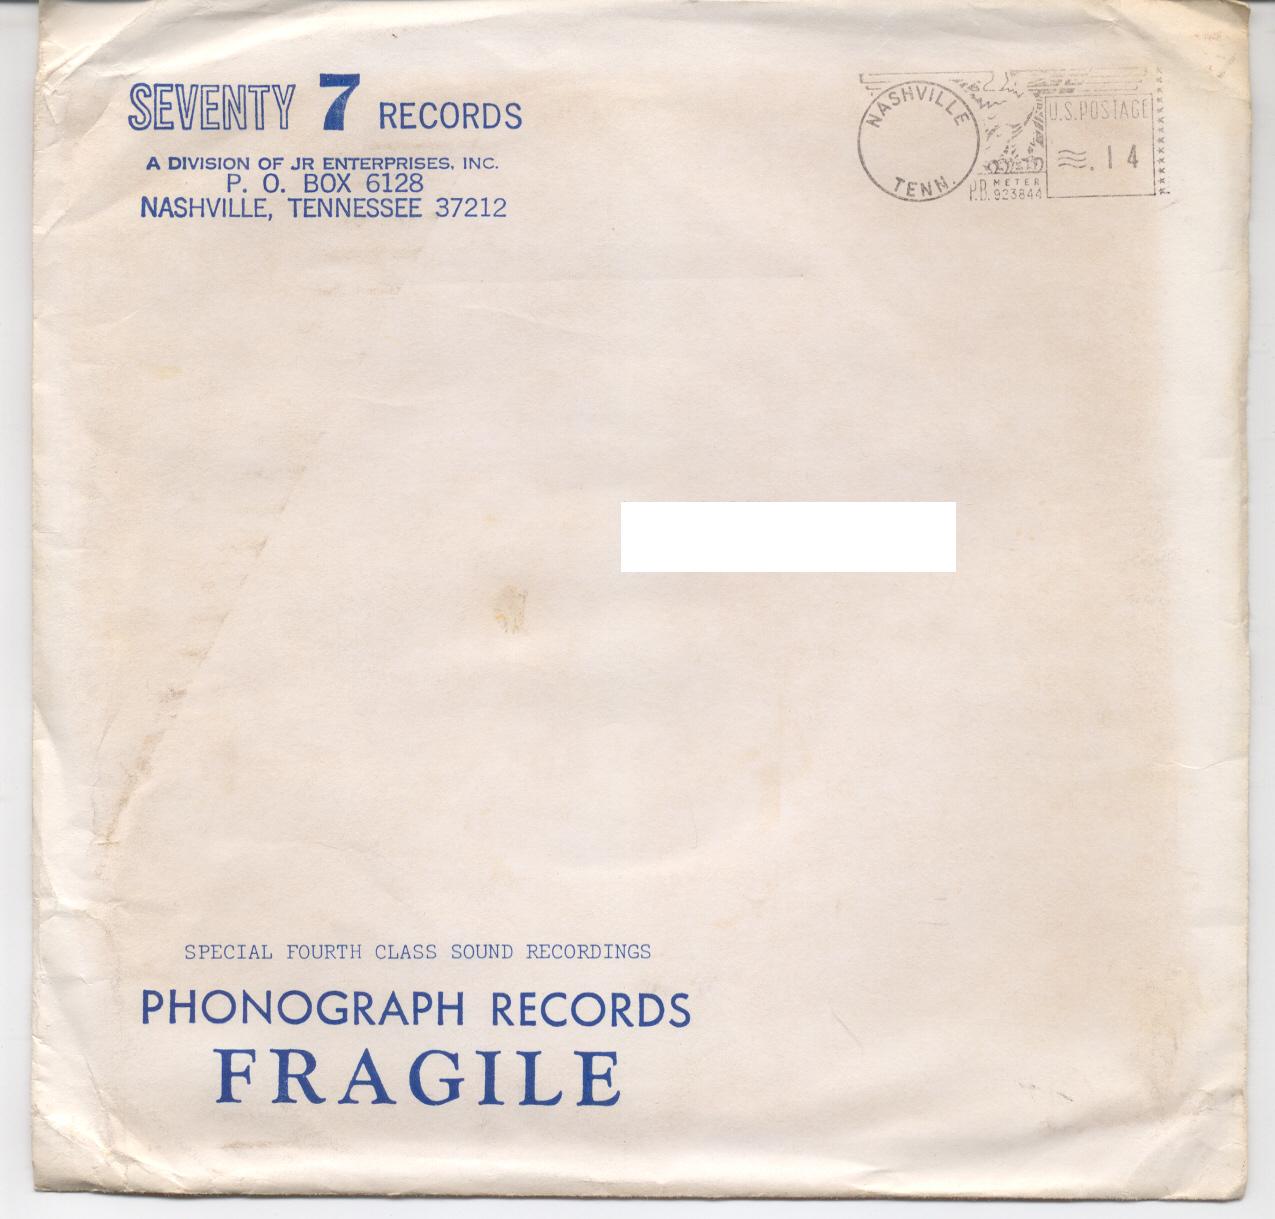 SEVENTY 7 RECORDS
A DIVISION OF JR ENTERPRISES, INC.
P. O. BOX 6128
NASHVILLE, TENNESSEE 37212
NASHVILLE
TENN.
U.S. POSTAGE
.14
P.B. METER
923844
SPECIAL FOURTH CLASS SOUND RECORDINGS
PHONOGRAPH RECORDS
FRAGILE